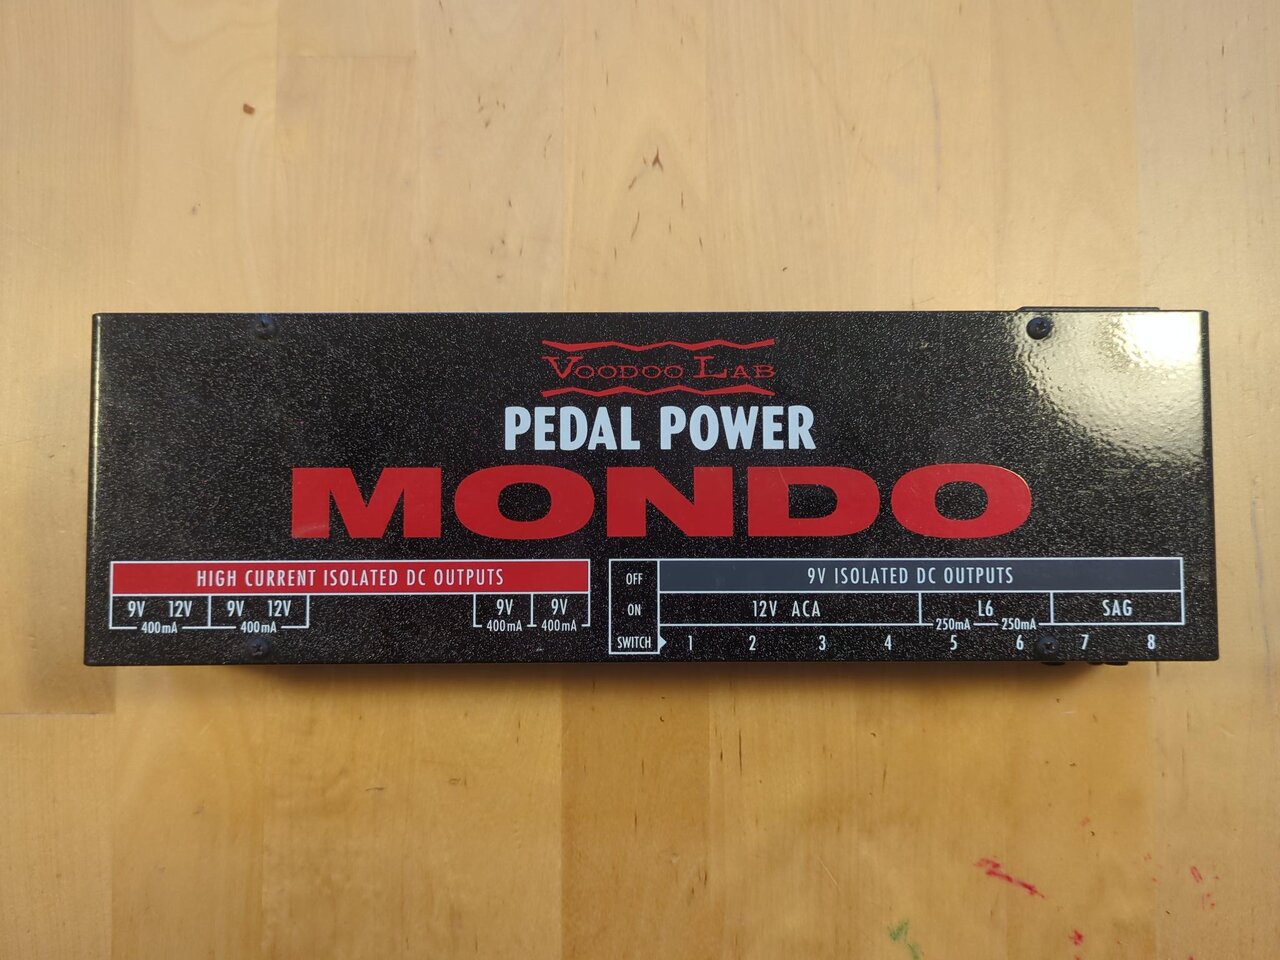 VOODOO LAB
PEDAL POWER
MONDO
HIGH CURRENT ISOLATED DC OUTPUTS
9V 12V 9V 12V 9V 9V
400mA 400mA 400mA 400mA
OFF 9V ISOLATED DC OUTPUTS
ON 12V ACA L6 SAG
250mA 250mA
SWITCH 1 2 3 4 5 6 7 8